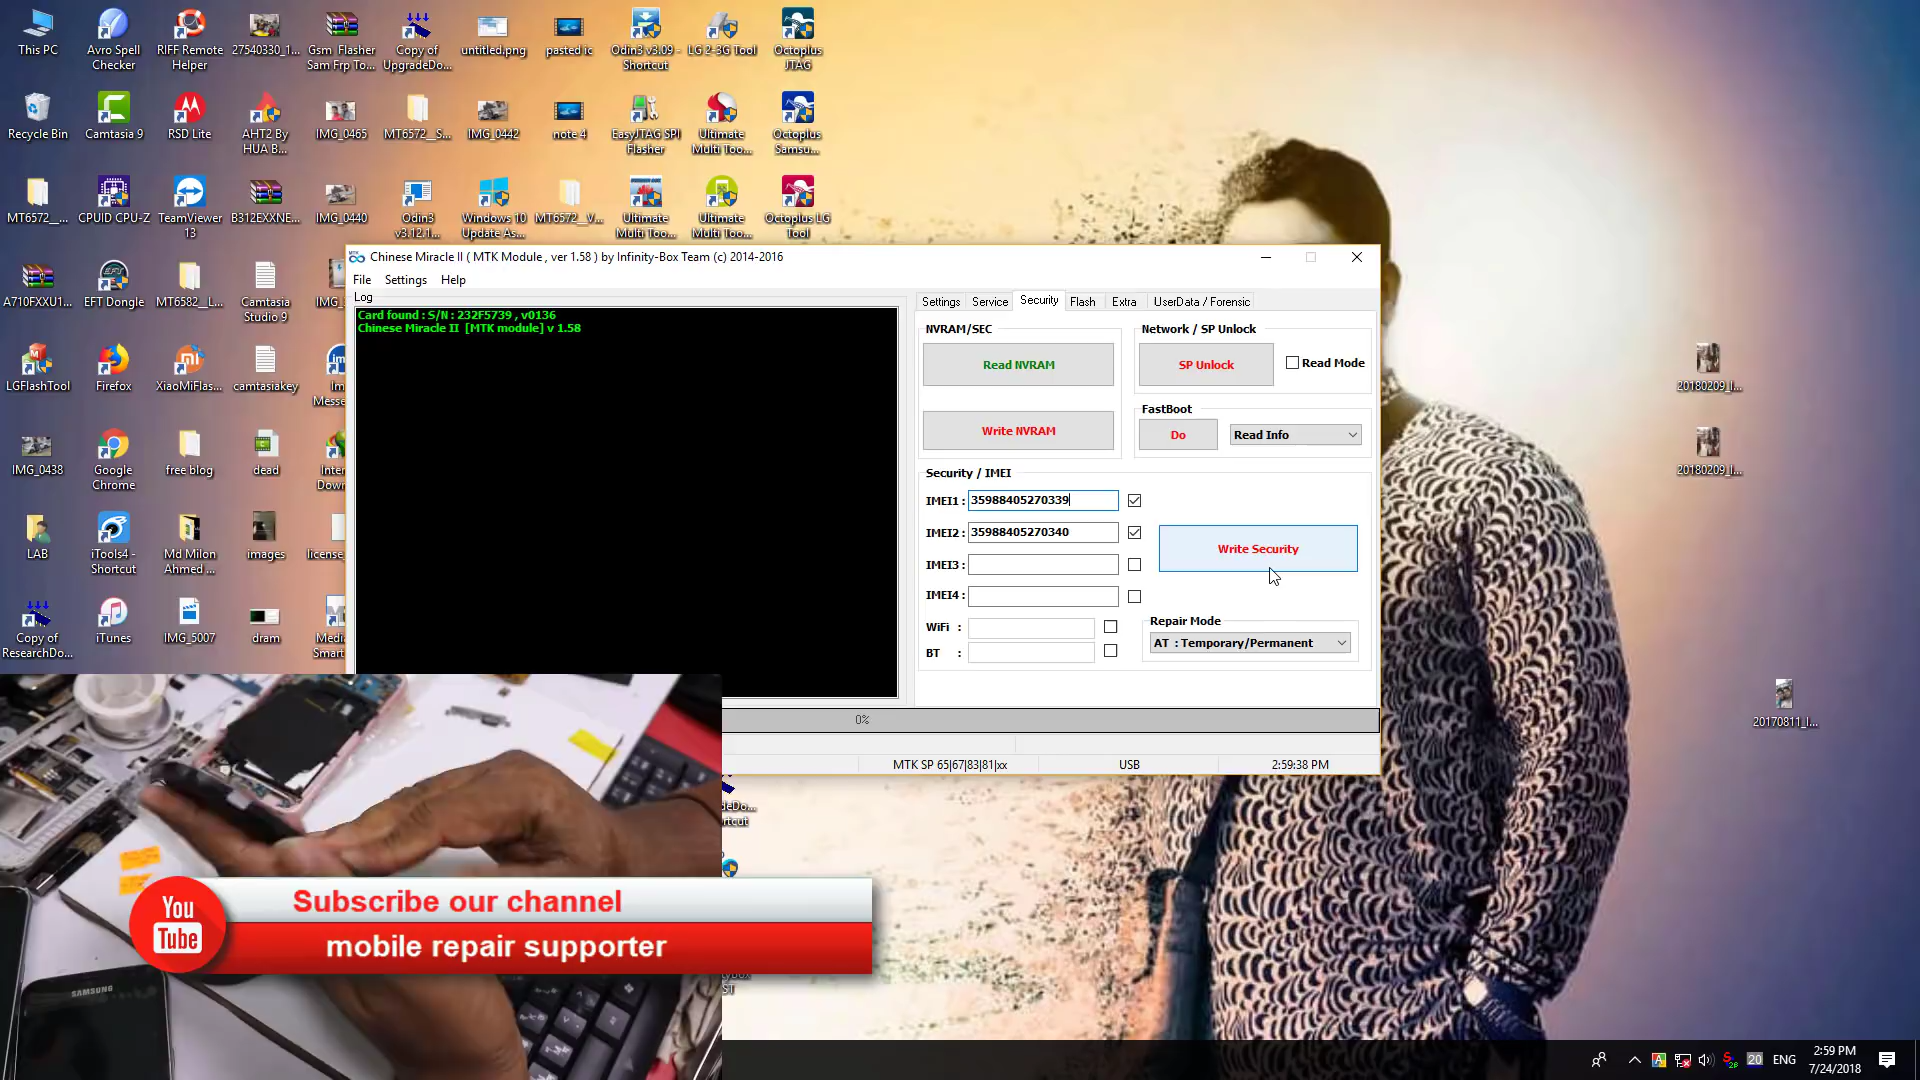 This PC
Avro Spell
Checker
RIFF Remote
Helper
27540330_1...
Gsm Flasher
Sam Frp To...
Copy of
UpgradeDo...
untitled.png
pasted ic
Odin3 v3.09 -
Shortcut
LG 2-3G Tool
Octoplus
JTAG
Recycle Bin
Camtasia 9
RSD Lite
AHT2 By
HUA B...
IMG_0465
MT6572__S...
IMG_0442
note 4
EasyJTAG SPI
Flasher
Ultimate
Multi Too...
Octoplus
Samsu...
MT6572__...
CPUID CPU-Z
TeamViewer
13
B312EXXNE...
IMG_0440
Odin3
v3.12.1...
Windows 10
Update As...
MT6572__V...
Ultimate
Multi Too...
Ultimate
Multi Too...
Octoplus LG
Tool
A710FXXU1...
EFT Dongle
MT6582__L...
Camtasia
Studio 9
LGFlashTool
Firefox
XiaoMiFlas...
camtasiakey
IMG_0438
Google
Chrome
free blog
dead
LAB
iTools4 -
Shortcut
Md Milon
Ahmed ...
images
Copy of
ResearchDo...
iTunes
IMG_5007
dram
Chinese Miracle II ( MTK Module , ver 1.58 ) by Infinity-Box Team (c) 2014-2016
File Settings Help
Log
Card found : S/N : 232F5739 , v0136
Chinese Miracle II [MTK module] v 1.58
Settings Service Security Flash Extra UserData / Forensic
NVRAM/SEC
Read NVRAM
Write NVRAM
Network / SP Unlock
SP Unlock
Read Mode
FastBoot
Do
Read Info
Security / IMEI
IMEI1 : 35988405270339
IMEI2 : 35988405270340
IMEI3 :
IMEI4 :
WiFi :
BT :
Write Security
Repair Mode
AT : Temporary/Permanent
0%
MTK SP 65|67|83|81|xx
USB
2:59:38 PM
20180209_I...
20180209_I...
20170811_I...
SAMSUNG
You
Tube
Subscribe our channel
mobile repair supporter
20
ENG
2:59 PM
7/24/2018